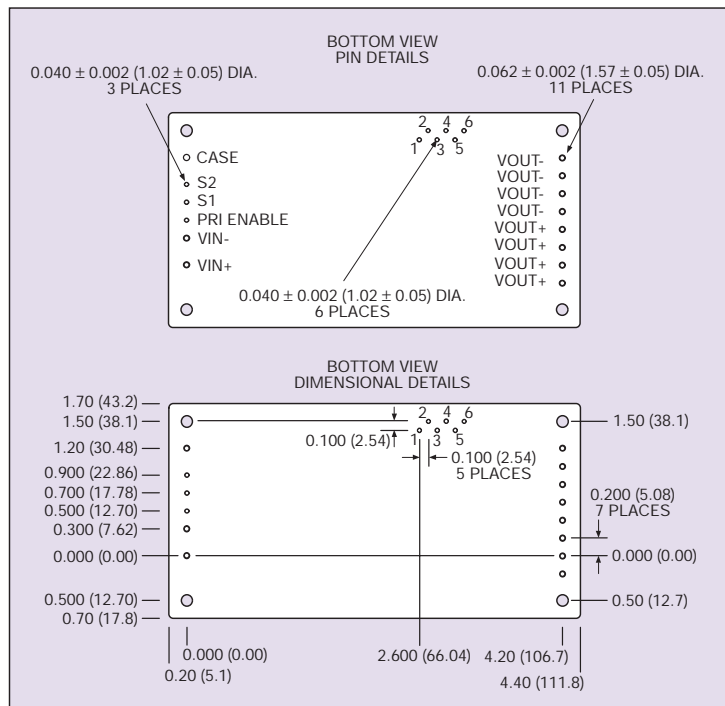 BOTTOM VIEW
PIN DETAILS
0.040 ± 0.002 (1.02 ± 0.05) DIA.
3 PLACES
0.062 ± 0.002 (1.57 ± 0.05) DIA.
11 PLACES
2 4 6
1 3 5
CASE
S2
S1
PRI ENABLE
VIN-
VIN+
VOUT-
VOUT-
VOUT-
VOUT-
VOUT+
VOUT+
VOUT+
VOUT+
0.040 ± 0.002 (1.02 ± 0.05) DIA.
6 PLACES
BOTTOM VIEW
DIMENSIONAL DETAILS
1.70 (43.2)
1.50 (38.1)
1.20 (30.48)
0.900 (22.86)
0.700 (17.78)
0.500 (12.70)
0.300 (7.62)
0.000 (0.00)
0.500 (12.70)
0.70 (17.8)
2 4 6
1 3 5
0.100 (2.54)
0.100 (2.54)
5 PLACES
1.50 (38.1)
0.200 (5.08)
7 PLACES
0.000 (0.00)
0.50 (12.7)
0.000 (0.00)
0.20 (5.1)
2.600 (66.04)
4.20 (106.7)
4.40 (111.8)